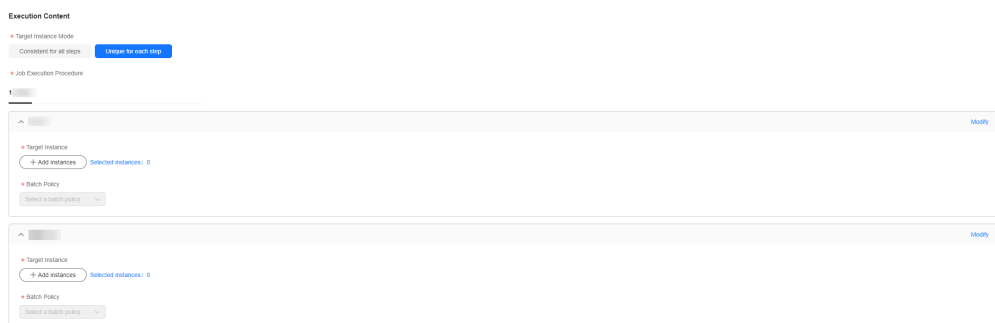 Execution Content
* Target Instance Mode
Consistent for all steps Unique for each step
* Job Execution Procedure
1
Modify
* Target Instance
+ Add instances Selected instances: 0
* Batch Policy
Select a batch policy.
Modify
* Target Instance
+ Add instances Selected instances: 0
* Batch Policy
Select a batch policy.